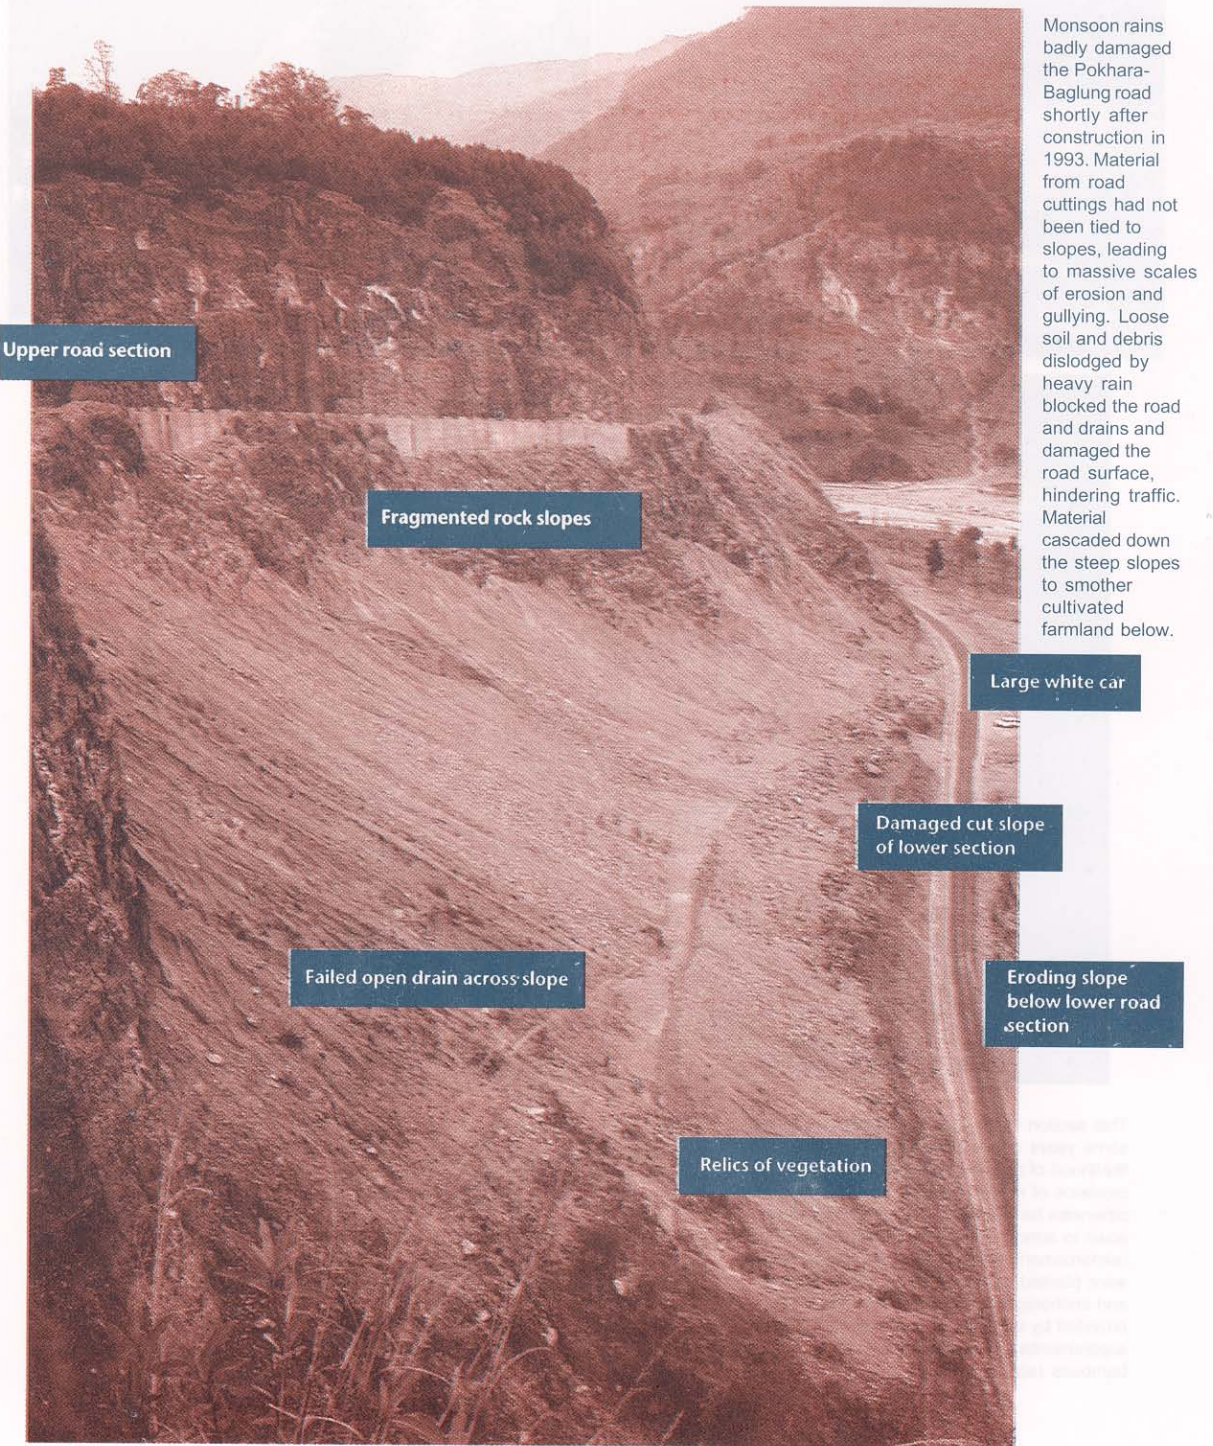 Monsoon rains
badly damaged
the Pokhara-
Baglung road
shortly after
construction in
1993. Material
from road
cuttings had not
been tied to
slopes, leading
to massive scales
of erosion and
gullying. Loose
soil and debris
dislodged by
heavy rain
blocked the road
and drains and
damaged the
road surface,
hindering traffic.
Material
cascaded down
the steep slopes
to smother
cultivated
farmland below.
Upper road section
Fragmented rock slopes
Large white car
Damaged cut slope
of lower section
Failed open drain across slope
Eroding slope
below lower road
section
Relics of vegetation